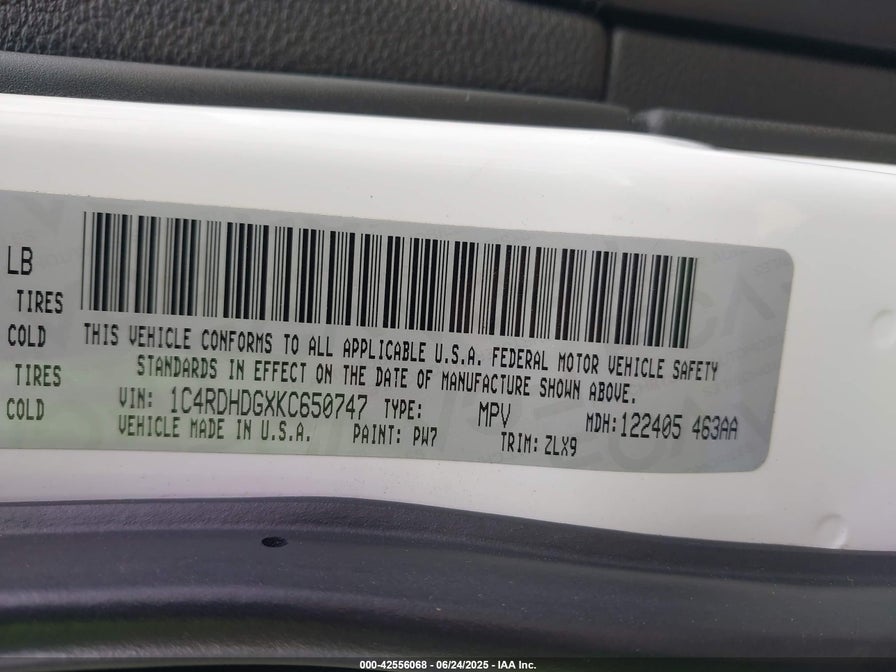 LB
TIRES
COLD
TIRES
COLD
THIS VEHICLE CONFORMS TO ALL APPLICABLE U.S.A. FEDERAL MOTOR VEHICLE SAFETY
STANDARDS IN EFFECT ON THE DATE OF MANUFACTURE SHOWN ABOVE.
VIN: 1C4RDHDGXKC650747 TYPE: MPV MDH:122405 463AA
VEHICLE MADE IN U.S.A. PAINT: PW7 TRIM: ZLX9
000-42556068 - 06/24/2025 - IAA Inc.